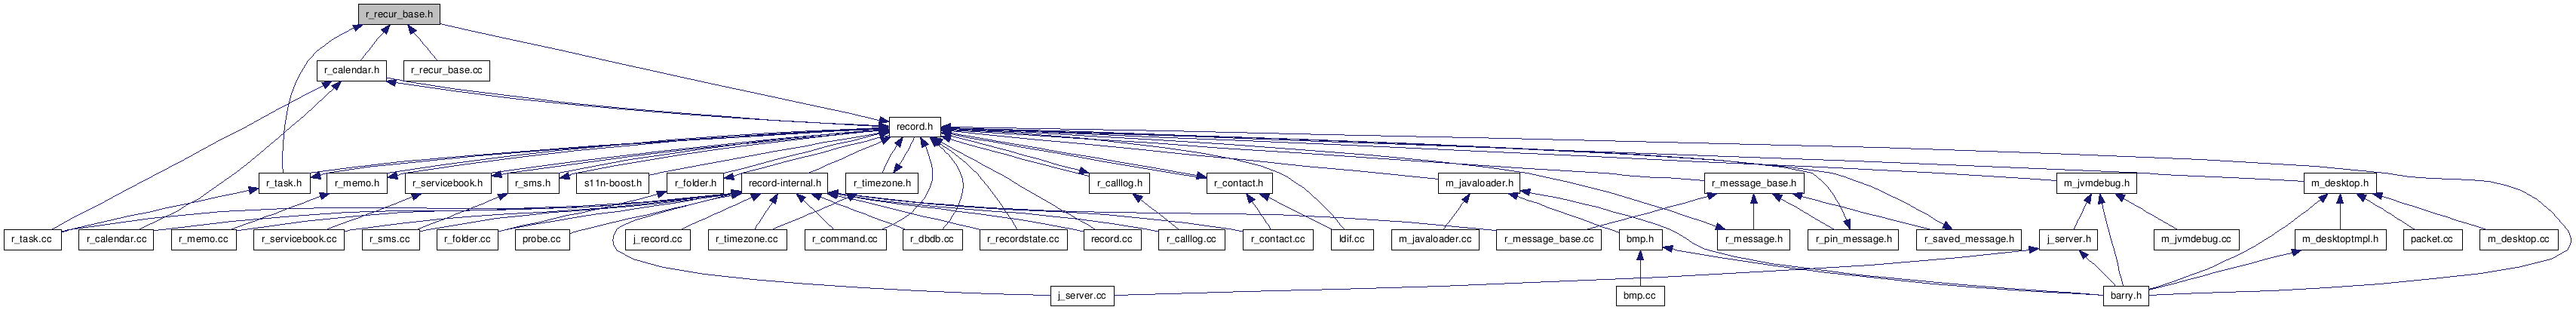 r_recur_base.h
r_calendar.h
r_recur_base.cc
record.h
r_task.h
r_memo.h
r_servicebook.h
r_sms.h
s11n-boost.h
r_folder.h
record-internal.h
r_timezone.h
r_calllog.h
r_contact.h
m_javaloader.h
r_message_base.h
m_jvmdebug.h
m_desktop.h
r_task.cc
r_calendar.cc
r_memo.cc
r_servicebook.cc
r_sms.cc
r_folder.cc
probe.cc
j_record.cc
r_timezone.cc
r_command.cc
r_dbdb.cc
r_recordstate.cc
record.cc
r_calllog.cc
r_contact.cc
ldif.cc
m_javaloader.cc
r_message_base.cc
bmp.h
r_message.h
r_pin_message.h
r_saved_message.h
j_server.h
m_jvmdebug.cc
m_desktoptmpl.h
packet.cc
m_desktop.cc
j_server.cc
bmp.cc
barry.h